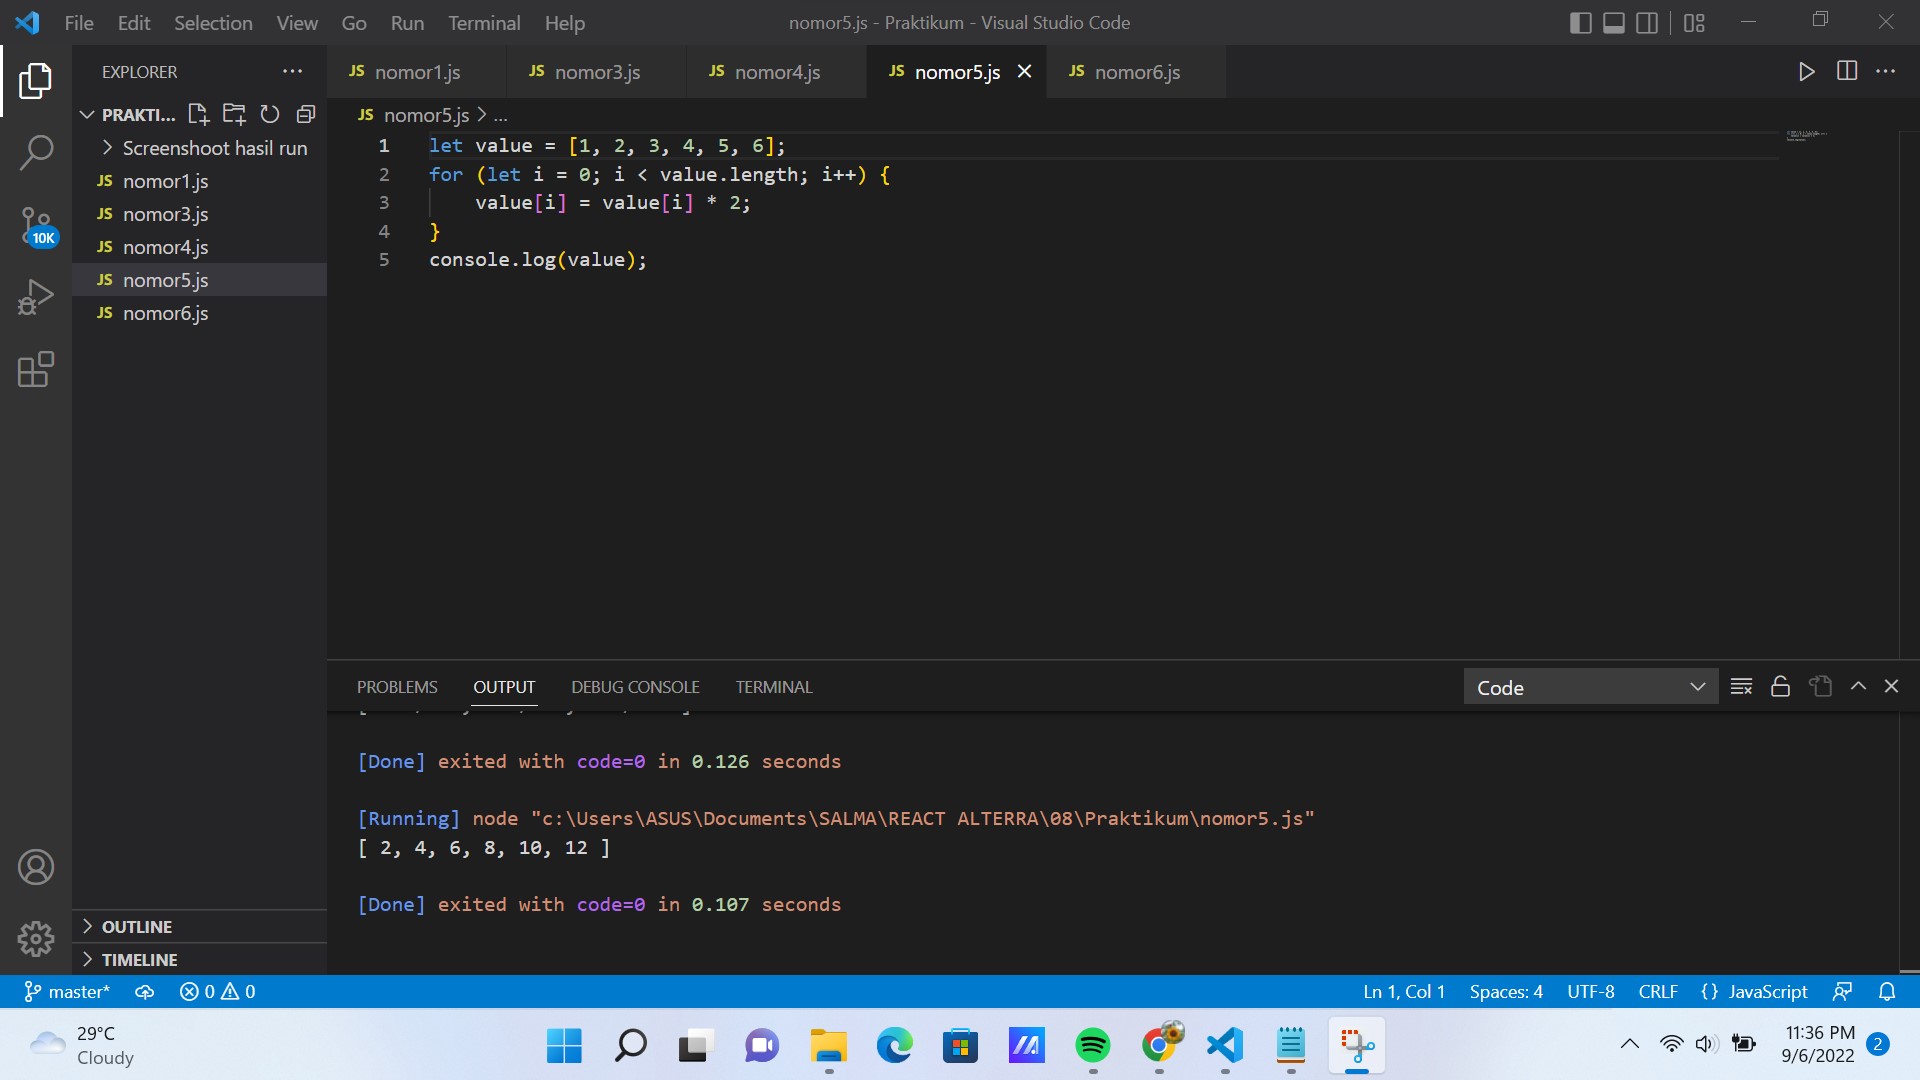 File Edit Selection View Go Run Terminal Help
nomor5.js - Praktikum - Visual Studio Code
EXPLORER
PRAKTI...
Screenshoot hasil run
JS nomor1.js
JS nomor3.js
JS nomor4.js
JS nomor5.js
JS nomor6.js
10K
OUTLINE
TIMELINE
JS nomor1.js JS nomor3.js JS nomor4.js JS nomor5.js JS nomor6.js
JS nomor5.js > ...
1 let value = [1, 2, 3, 4, 5, 6];
2 for (let i = 0; i < value.length; i++) {
3 value[i] = value[i] * 2;
4 }
5 console.log(value);
PROBLEMS OUTPUT DEBUG CONSOLE TERMINAL
Code
[Done] exited with code=0 in 0.126 seconds
[Running] node "c:\Users\ASUS\Documents\SALMA\REACT ALTERRA\08\Praktikum\nomor5.js"
[ 2, 4, 6, 8, 10, 12 ]
[Done] exited with code=0 in 0.107 seconds
master* 0 0
Ln 1, Col 1 Spaces: 4 UTF-8 CRLF {} JavaScript
29°C
Cloudy
11:36 PM
9/6/2022
2